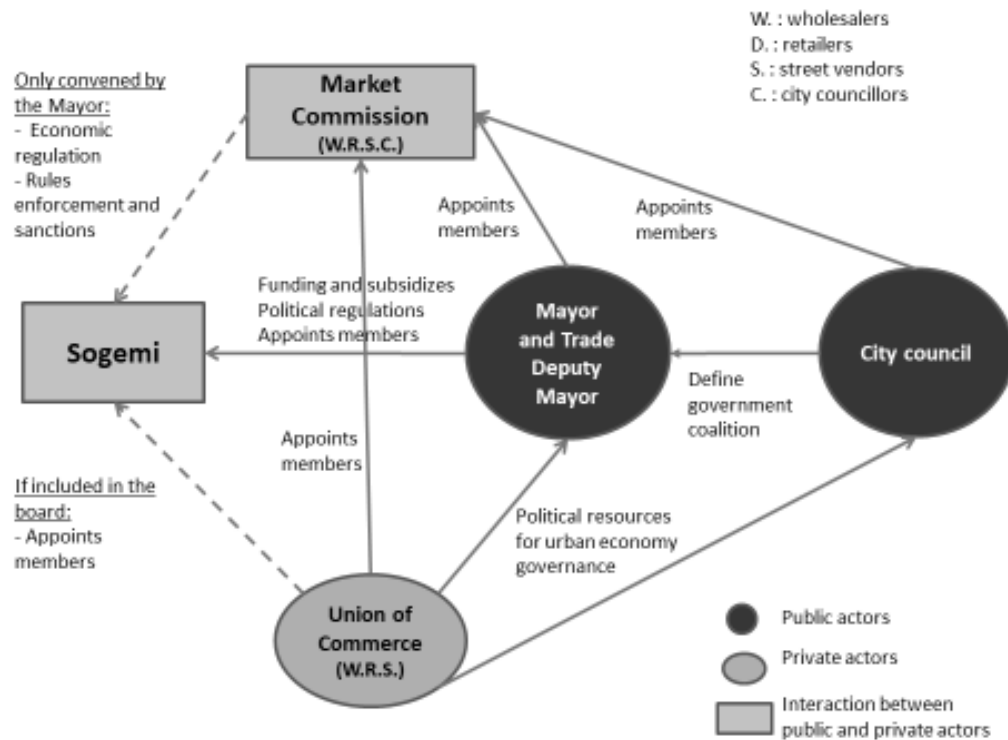 W. : wholesalers
D. : retailers
S. : street vendors
C. : city councillors
Only convened by
the Mayor:
- Economic
regulation
- Rules
enforcement and
sanctions
Market
Commission
(W.R.S.C.)
Appoints
members
Appoints
members
Funding and subsidizes
Political regulations
Appoints members
Sogemi
Mayor
and Trade
Deputy
Mayor
City council
Define
government
coalition
Appoints
members
If included in the
board:
- Appoints
members
Political resources
for urban economy
governance
Union of
Commerce
(W.R.S.)
Public actors
Private actors
Interaction between
public and private actors